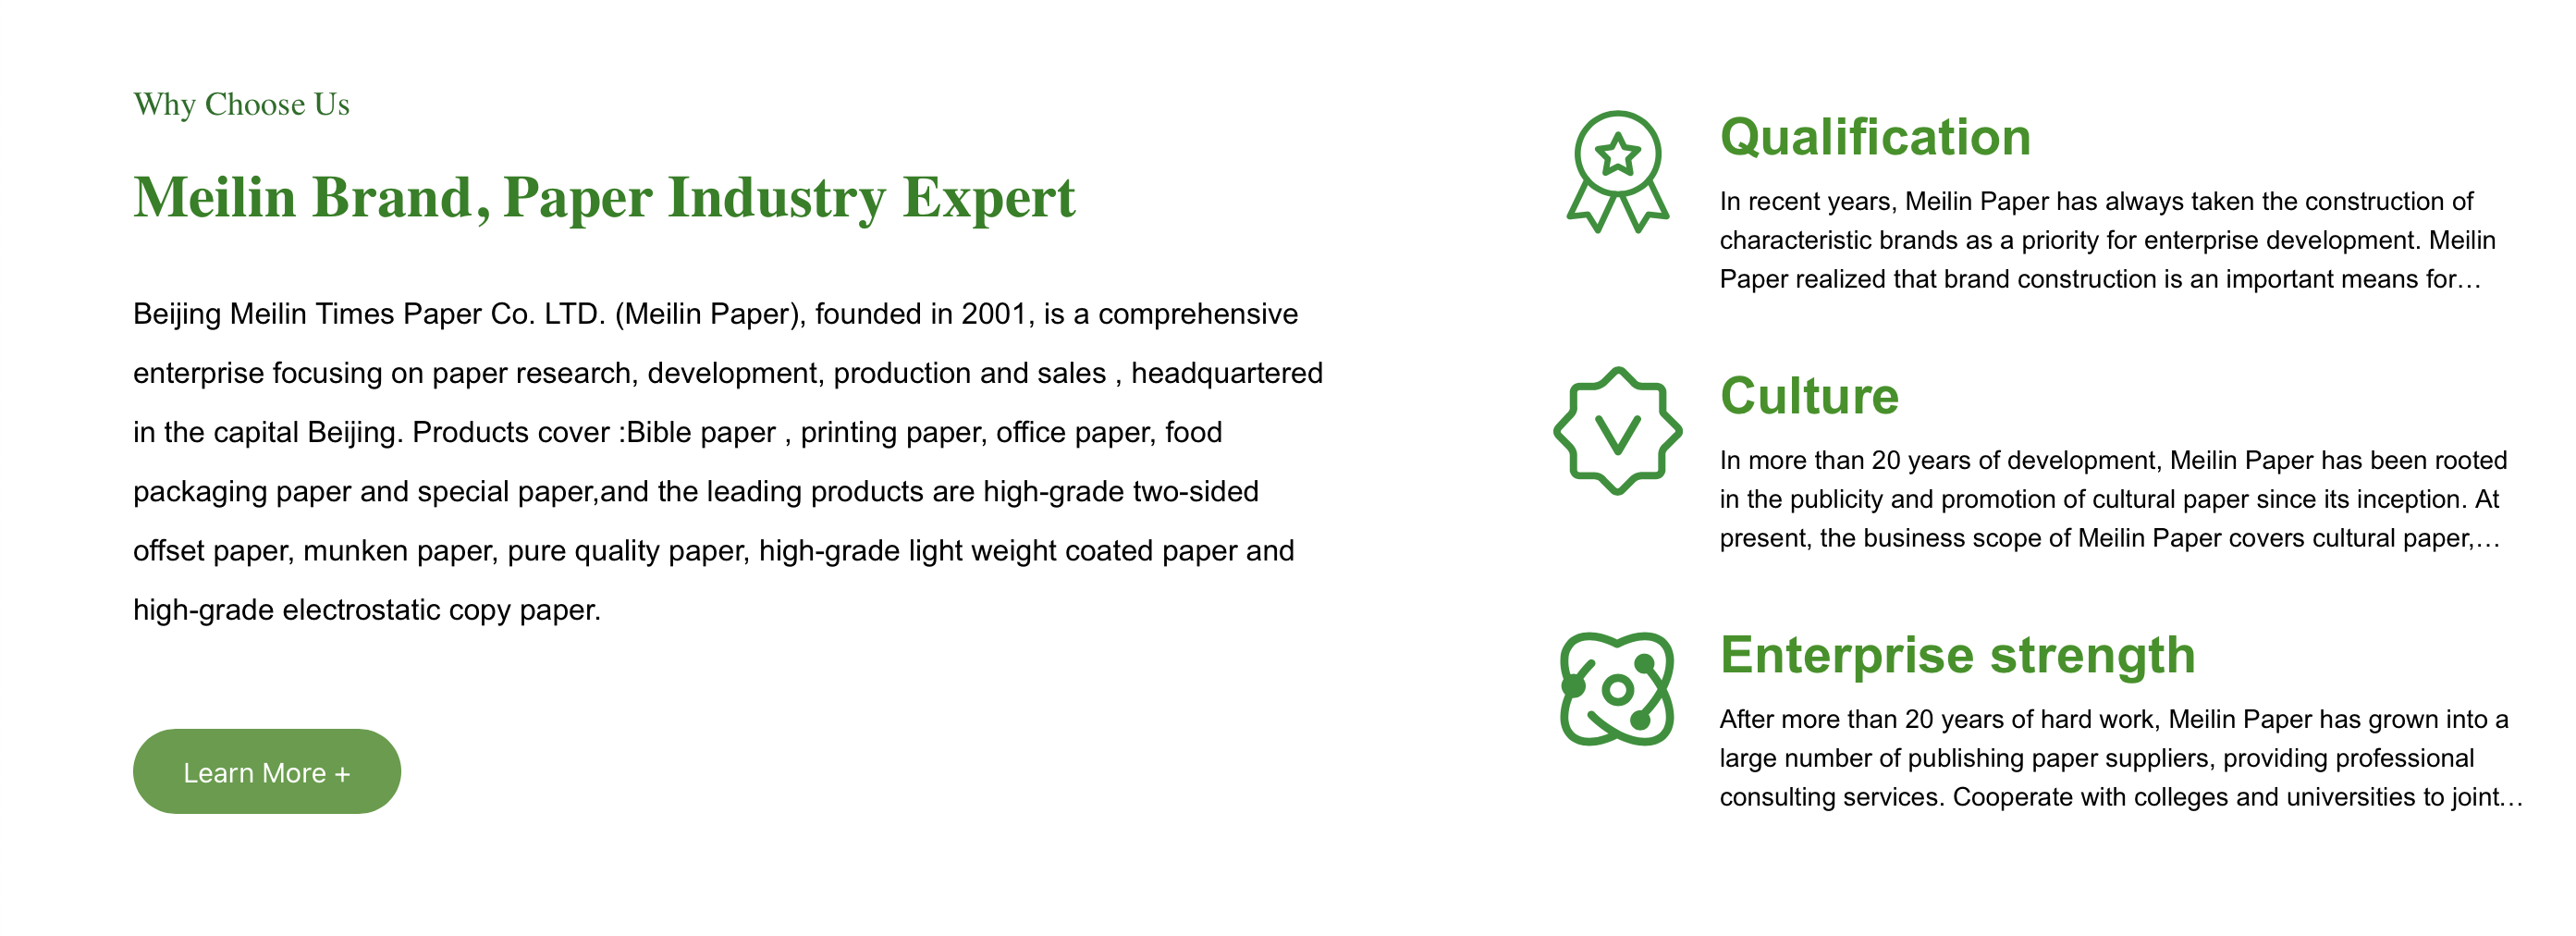 Why Choose Us
Meilin Brand, Paper Industry Expert
Beijing Meilin Times Paper Co. LTD. (Meilin Paper), founded in 2001, is a comprehensive
enterprise focusing on paper research, development, production and sales , headquartered
in the capital Beijing. Products cover :Bible paper , printing paper, office paper, food
packaging paper and special paper,and the leading products are high-grade two-sided
offset paper, munken paper, pure quality paper, high-grade light weight coated paper and
high-grade electrostatic copy paper.
Learn More +
Qualification
In recent years, Meilin Paper has always taken the construction of
characteristic brands as a priority for enterprise development. Meilin
Paper realized that brand construction is an important means for…
Culture
In more than 20 years of development, Meilin Paper has been rooted
in the publicity and promotion of cultural paper since its inception. At
present, the business scope of Meilin Paper covers cultural paper,…
Enterprise strength
After more than 20 years of hard work, Meilin Paper has grown into a
large number of publishing paper suppliers, providing professional
consulting services. Cooperate with colleges and universities to joint…